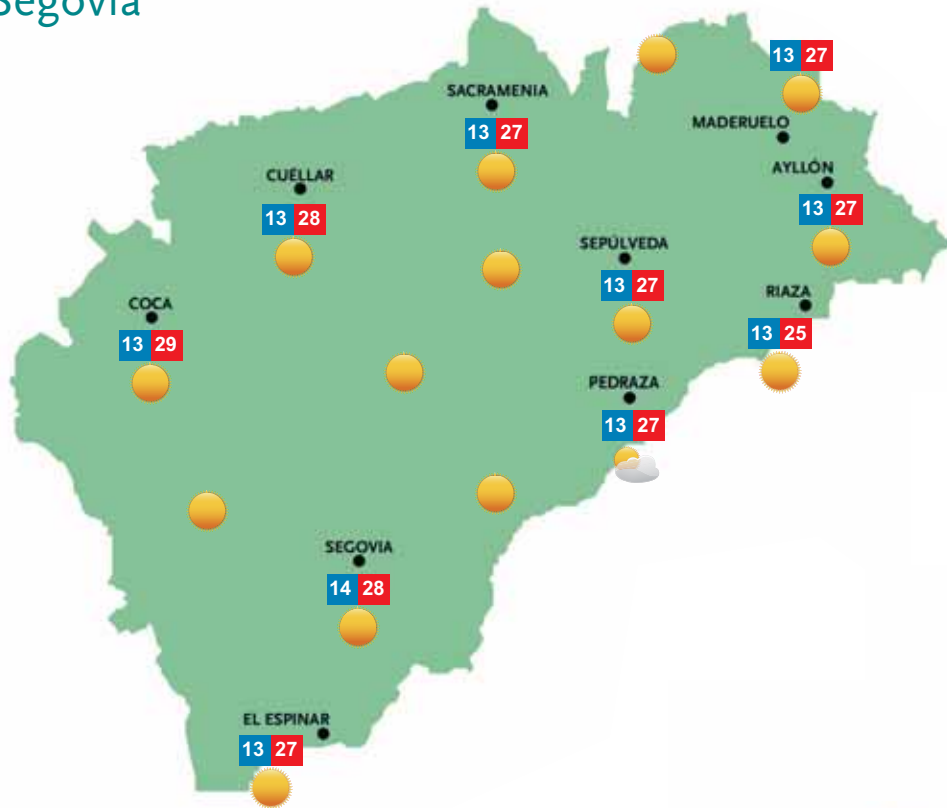 Segovia
13 27
SACRAMENIA
13 27
MADERUELO
CUÉLLAR
13 28
AYLLÓN
13 27
SEPÚLVEDA
13 27
COCA
13 29
RIAZA
13 25
PEDRAZA
13 27
SEGOVIA
14 28
EL ESPINAR
13 27